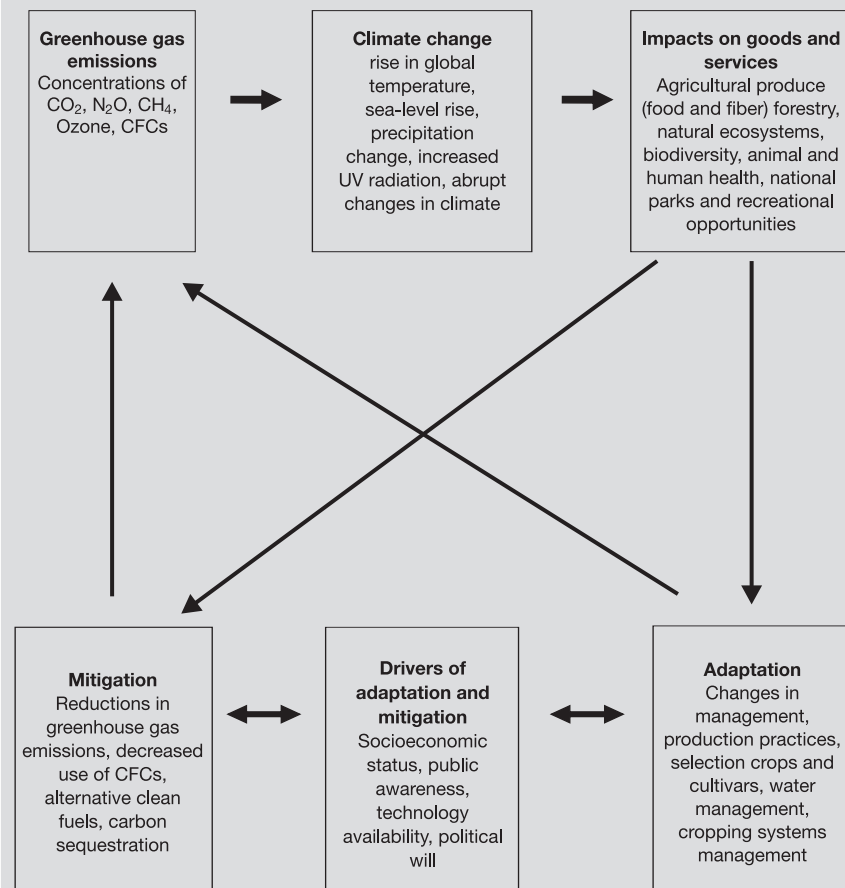 Greenhouse gas
emissions
Concentrations of
CO₂, N₂O, CH₄,
Ozone, CFCs
Climate change
rise in global
temperature,
sea-level rise,
precipitation
change, increased
UV radiation, abrupt
changes in climate
Impacts on goods and
services
Agricultural produce
(food and fiber) forestry,
natural ecosystems,
biodiversity, animal and
human health, national
parks and recreational
opportunities
Mitigation
Reductions in
greenhouse gas
emissions, decreased
use of CFCs,
alternative clean
fuels, carbon
sequestration
Drivers of
adaptation and
mitigation
Socioeconomic
status, public
awareness,
technology
availability, political
will
Adaptation
Changes in
management,
production practices,
selection crops and
cultivars, water
management,
cropping systems
management